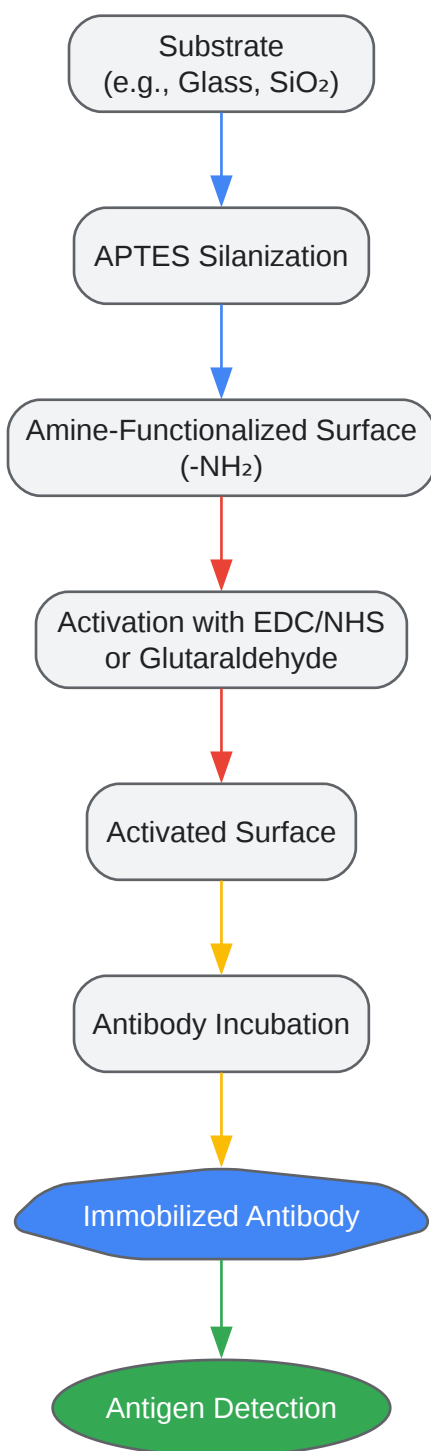 Substrate
(e.g., Glass, SiO₂)
APTES Silanization
Amine-Functionalized Surface
(-NH₂)
Activation with EDC/NHS
or Glutaraldehyde
Activated Surface
Antibody Incubation
Immobilized Antibody
Antigen Detection